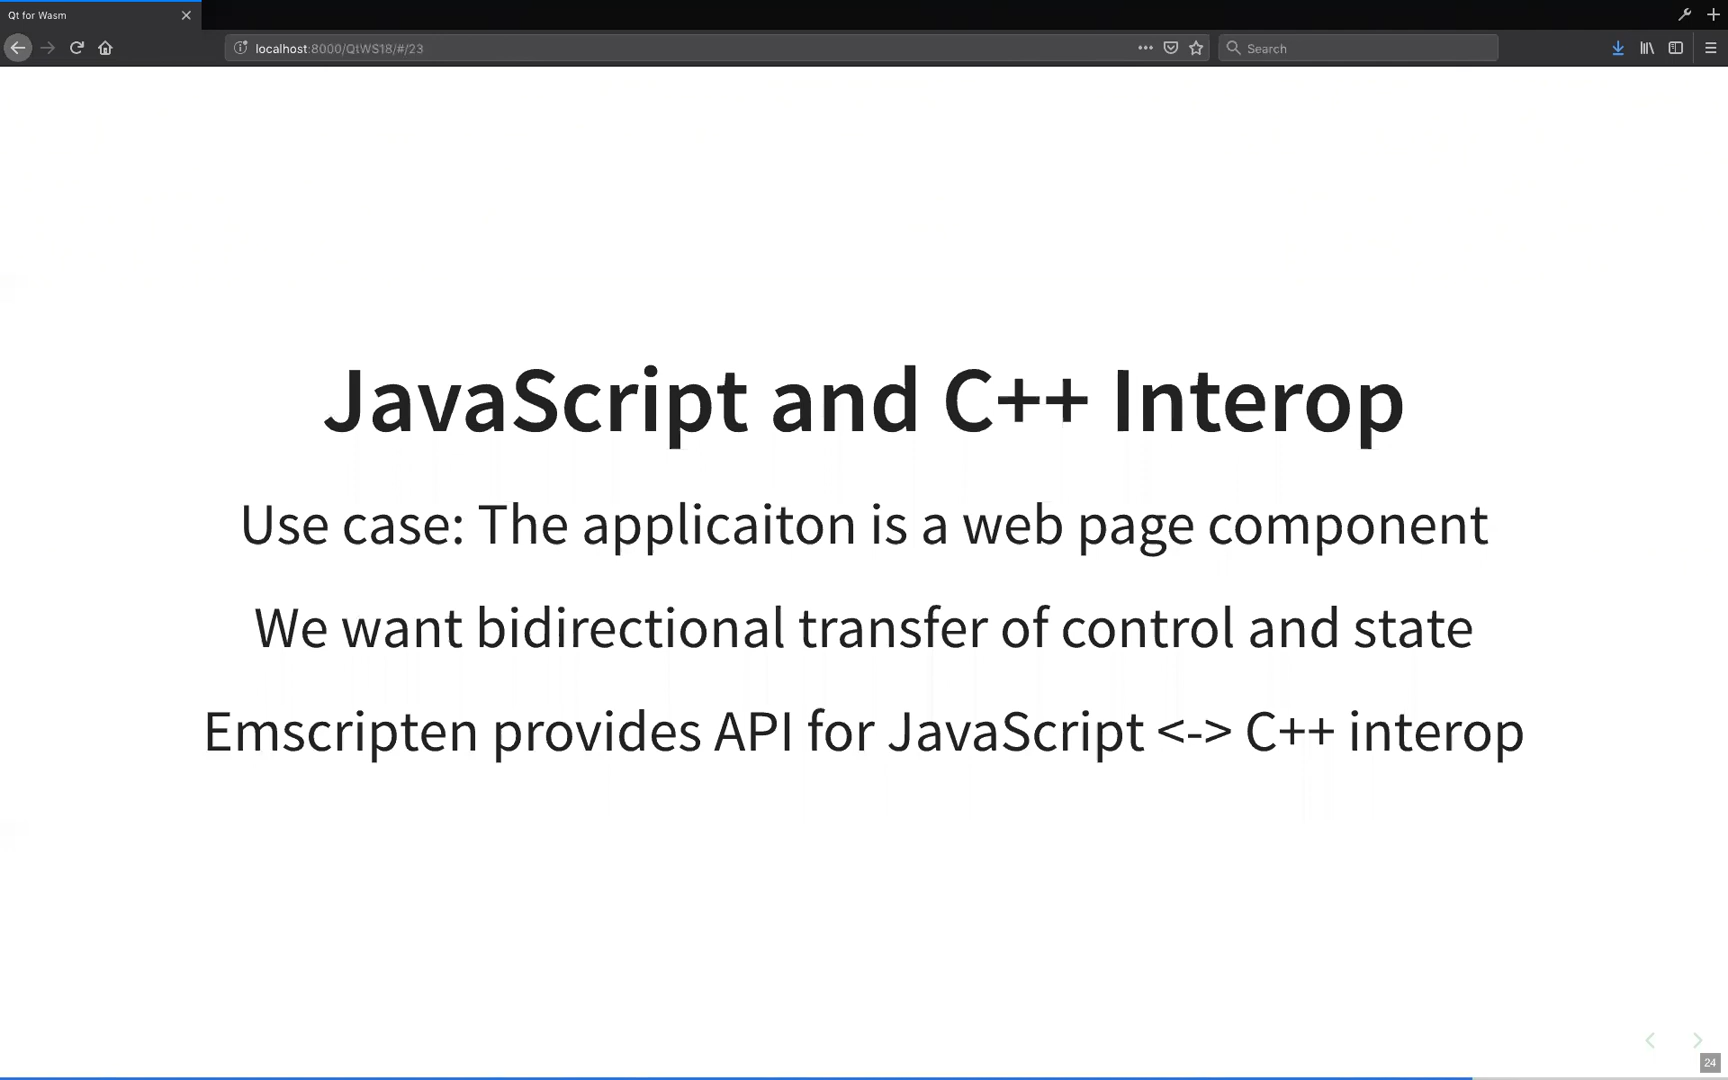 Qt for Wasm
localhost:8000/QtWS18/#/23
Search
JavaScript and C++ Interop
Use case: The applicaiton is a web page component
We want bidirectional transfer of control and state
Emscripten provides API for JavaScript <-> C++ interop
24